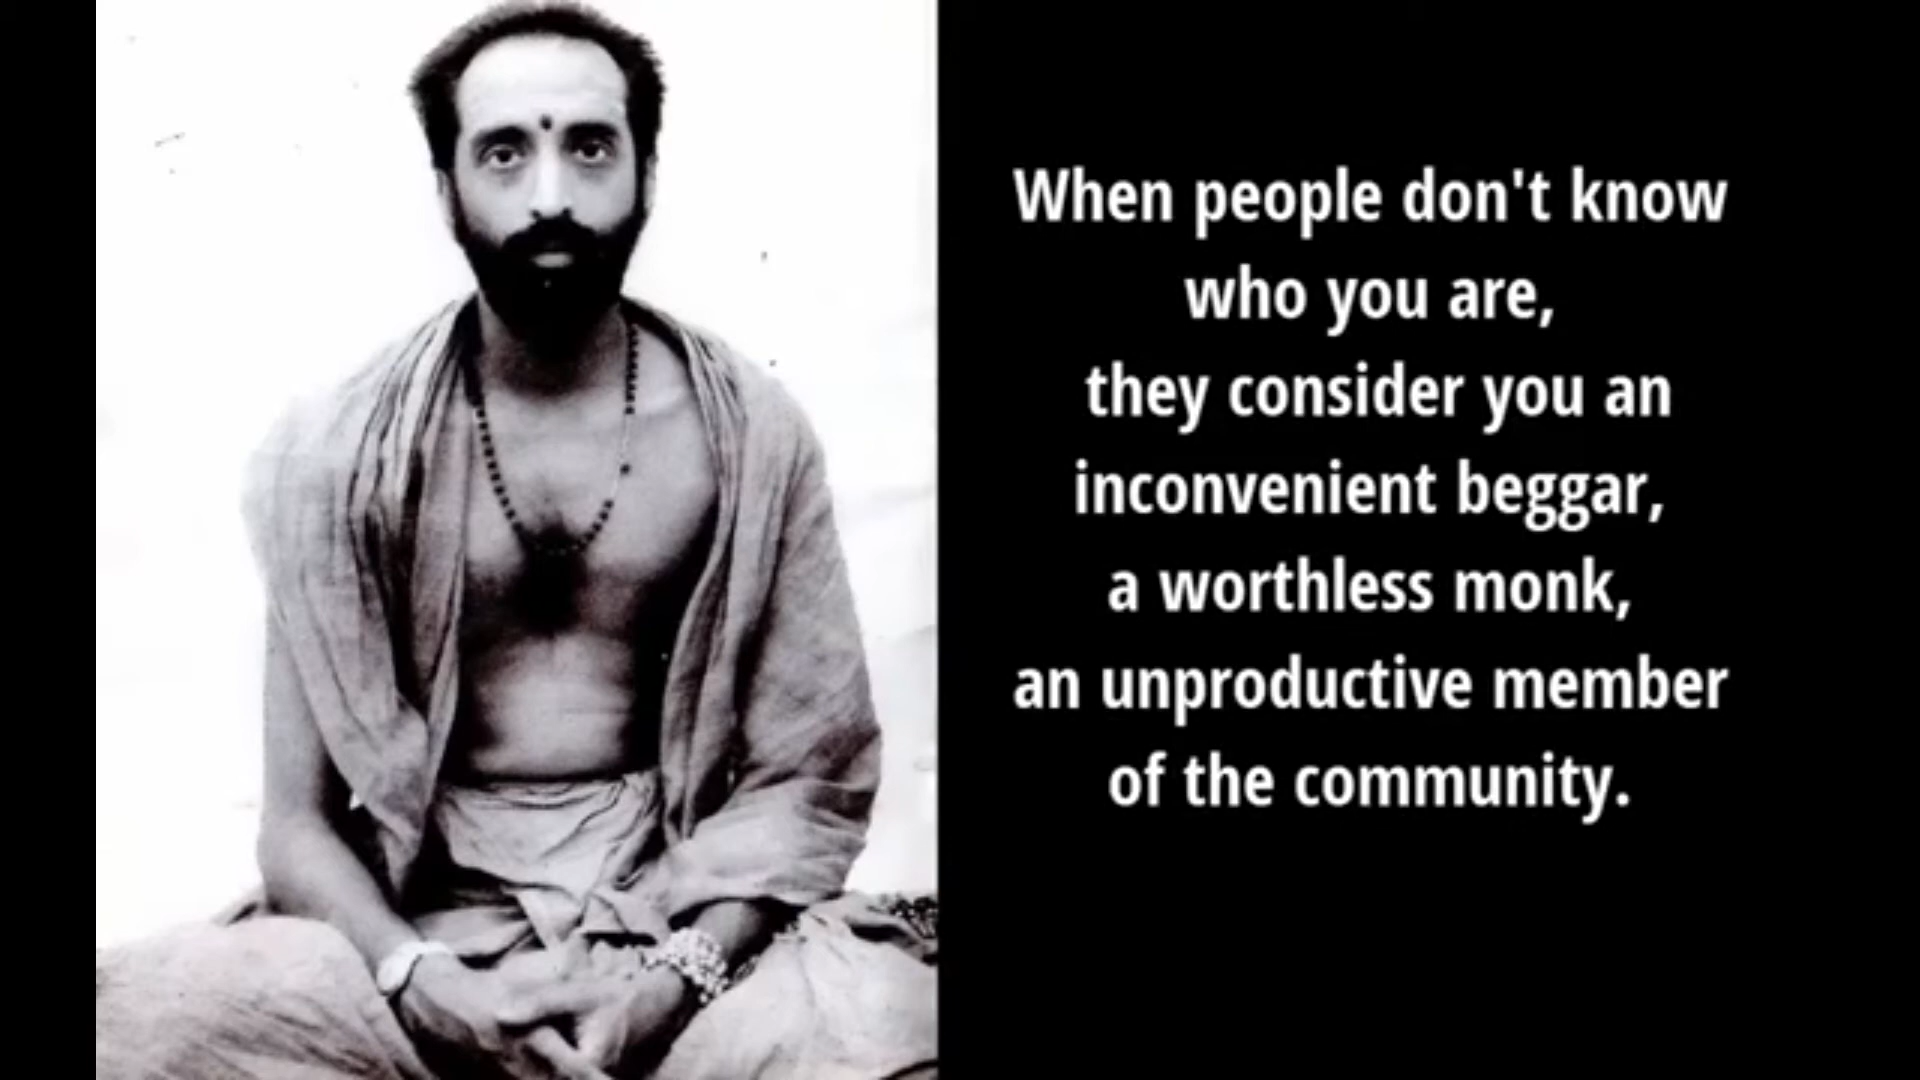 When people don't know
who you are,
they consider you an
inconvenient beggar,
a worthless monk,
an unproductive member
of the community.